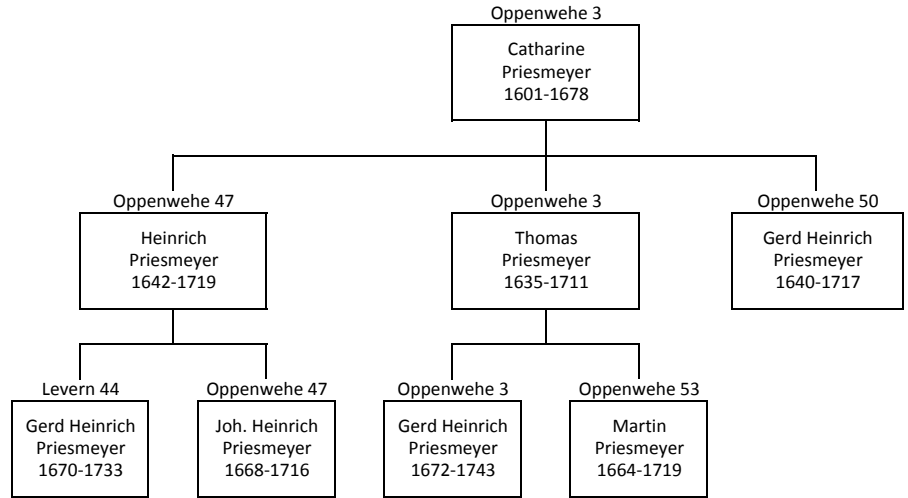 Oppenwehe 3
Catharine
Priesmeyer
1601-1678
Oppenwehe 47
Heinrich
Priesmeyer
1642-1719
Oppenwehe 3
Thomas
Priesmeyer
1635-1711
Oppenwehe 50
Gerd Heinrich
Priesmeyer
1640-1717
Levern 44
Gerd Heinrich
Priesmeyer
1670-1733
Oppenwehe 47
Joh. Heinrich
Priesmeyer
1668-1716
Oppenwehe 3
Gerd Heinrich
Priesmeyer
1672-1743
Oppenwehe 53
Martin
Priesmeyer
1664-1719